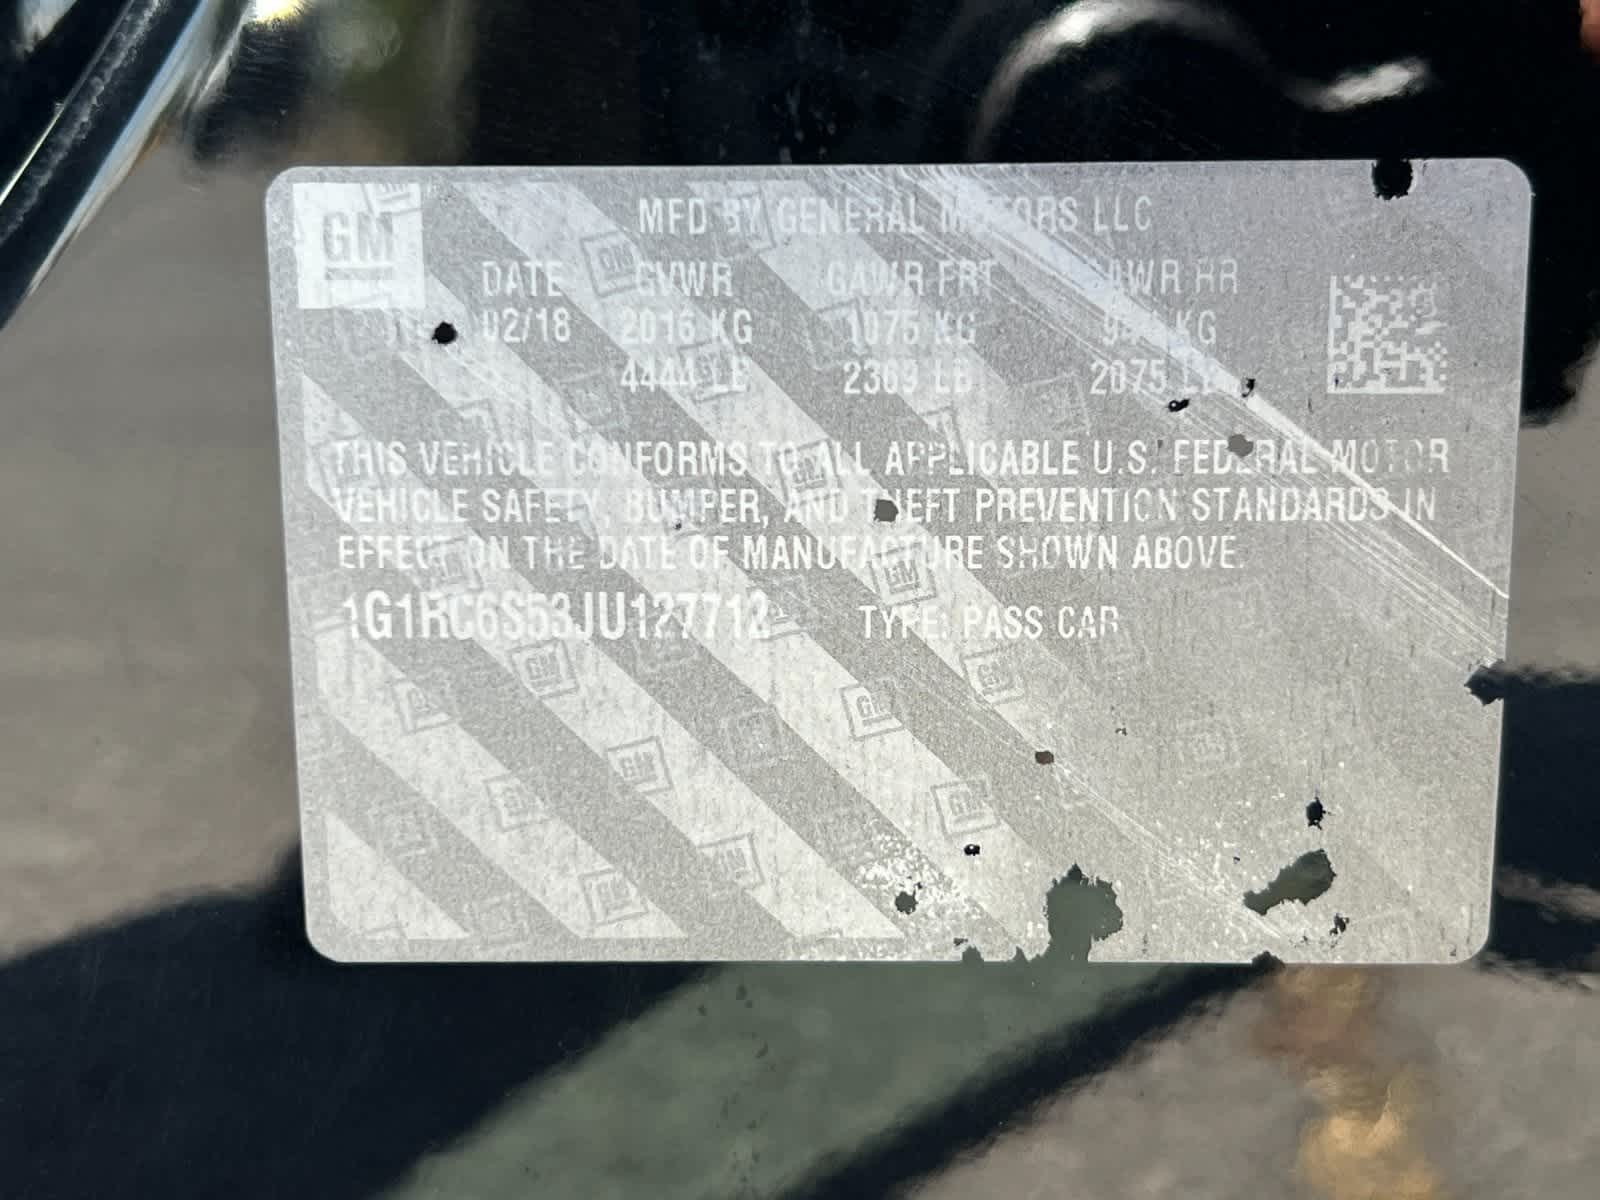 GM
MFD BY GENERAL MOTORS LLC
DATE GVWR GAWR FRT GAWR RR
02/18 2016 KG 1075 KG KG
4444 LB 2369 LB 2075 LB
THIS VEHICLE CONFORMS TO ALL APPLICABLE U.S. FEDERAL MOTOR
VEHICLE SAFETY, BUMPER, AND THEFT PREVENTION STANDARDS IN
EFFECT ON THE DATE OF MANUFACTURE SHOWN ABOVE.
1G1RC6S53JU127712 TYPE: PASS CAR